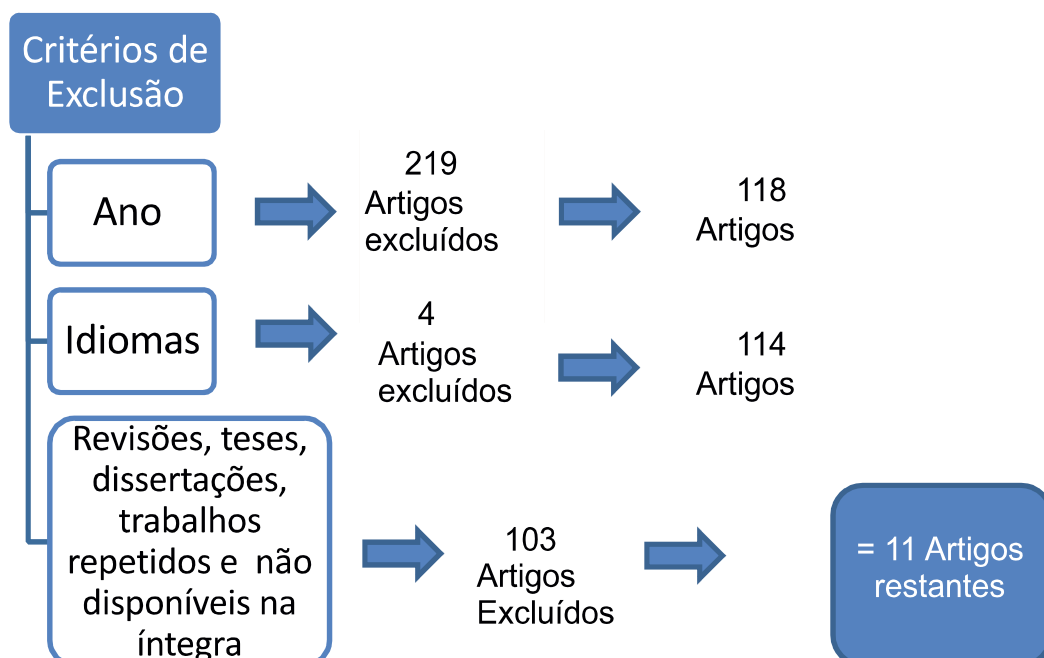 Critérios de
Exclusão
Ano
219
Artigos
excluídos
118
Artigos
Idiomas
4
Artigos
excluídos
114
Artigos
Revisões, teses,
dissertações,
trabalhos
repetidos e não
disponíveis na
íntegra
103
Artigos
Excluídos
= 11 Artigos
restantes